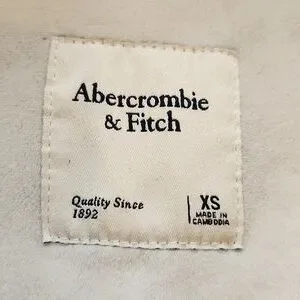 Abercrombie
& Fitch
Quality Since
1892
XS
MADE IN
CAMBODIA